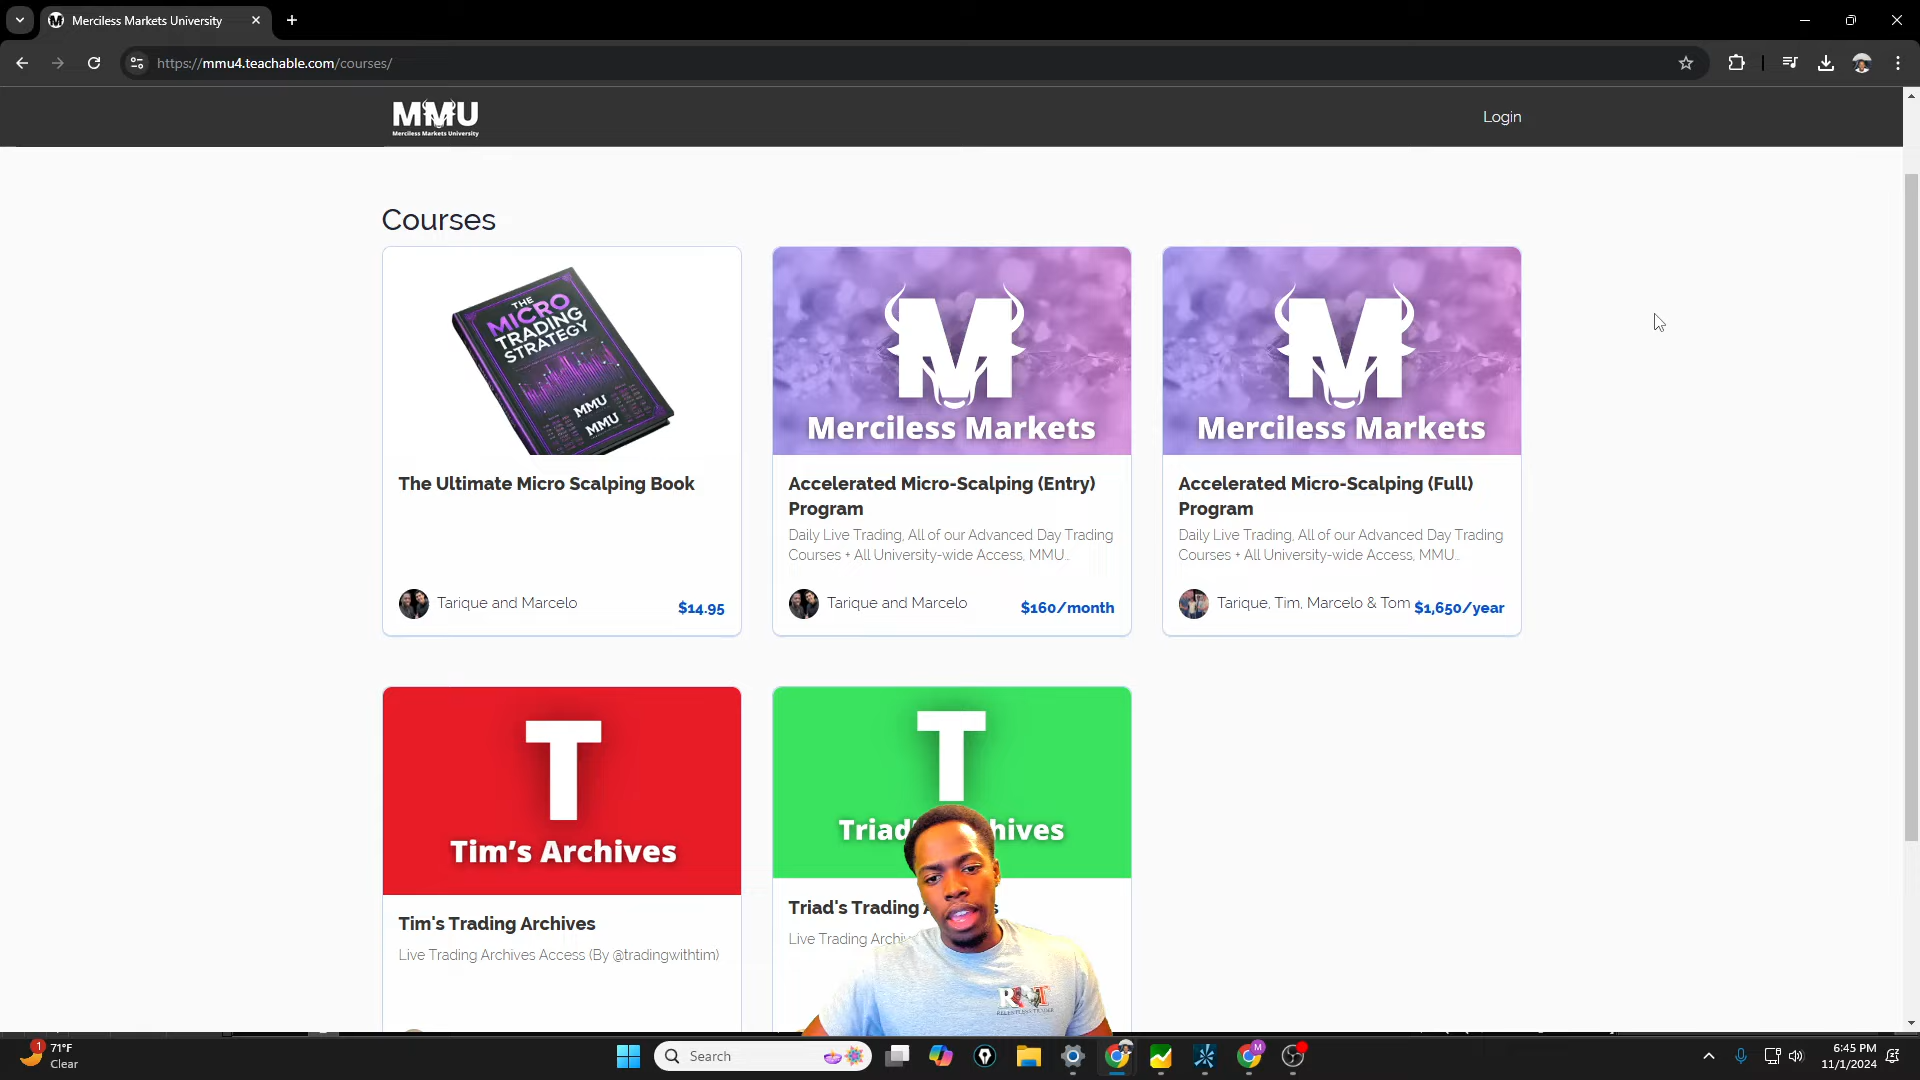 Merciless Markets University
https://mmu4.teachable.com/courses/
MMU
Merciless Markets University
Login
Courses
THE
MICRO
TRADING
STRATEGY
MMU
MMU
The Ultimate Micro Scalping Book
Tarique and Marcelo
$14.95
Merciless Markets
Accelerated Micro-Scalping (Entry)
Program
Daily Live Trading, All of our Advanced Day Trading
Courses + All University-wide Access, MMU...
Tarique and Marcelo
$160/month
Merciless Markets
Accelerated Micro-Scalping (Full)
Program
Daily Live Trading, All of our Advanced Day Trading
Courses + All University-wide Access, MMU...
Tarique, Tim, Marcelo & Tom
$1,650/year
T
Tim's Archives
Tim's Trading Archives
Live Trading Archives Access (By @tradingwithtim)
T
Triad
hives
Triad's Trading
Live Trading Archiv
RELENTLESS TRADER
1
71°F
Clear
Search
M
6:45 PM
11/1/2024